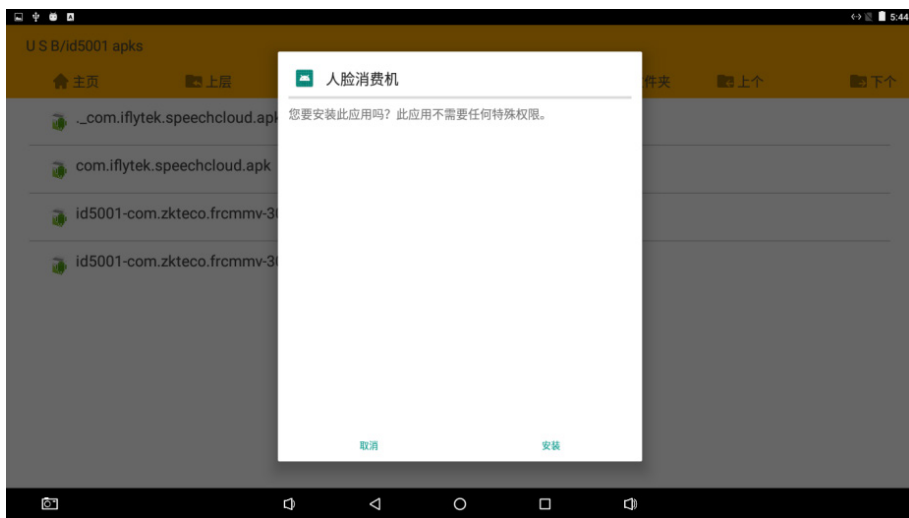 5:44
U S B/id5001 apks
主页
上层
件夹
上个
下个
人脸消费机
您要安装此应用吗？此应用不需要任何特殊权限。
._com.iflytek.speechcloud.apk
com.iflytek.speechcloud.apk
id5001-com.zkteco.frcmmv-30
id5001-com.zkteco.frcmmv-30
取消
安装